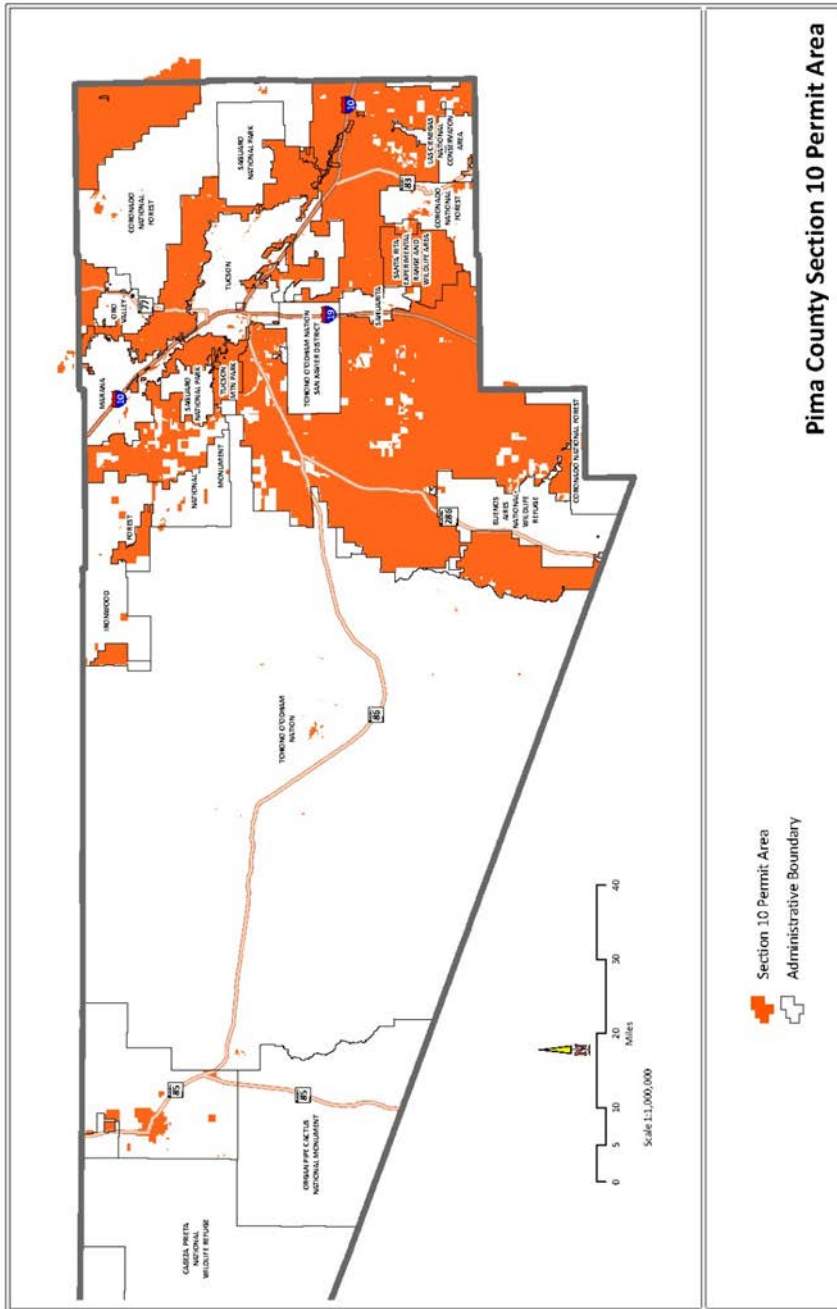 CABEZA PRIETA
NATIONAL
WILDLIFE REFUGE
ORGAN PIPE CACTUS
NATIONAL MONUMENT
85
85
86
TOHONO O'ODHAM
NATION
IRONWOOD
FOREST
NATIONAL
MONUMENT
MARANA
10
ORO
VALLEY
77
CORONADO
NATIONAL
FOREST
SAGUARO
NATIONAL PARK
TUCSON
MTN PARK
TUCSON
SAGUARO
NATIONAL PARK
TOHONO O'ODHAM NATION
SAN XAVIER DISTRICT
19
SAHUARITA
SANTA RITA
EXPERIMENTAL
RANGE AND
WILDLIFE AREA
10
83
CORONADO
NATIONAL
FOREST
LAS CIENEGAS
NATIONAL
CONSERVATION
AREA
286
BUENOS
AIRES
NATIONAL
WILDLIFE
REFUGE
CORONADO NATIONAL FOREST
N
0 5 10 20 30 40
Miles
Scale 1:1,000,000
Section 10 Permit Area
Administrative Boundary
Pima County Section 10 Permit Area